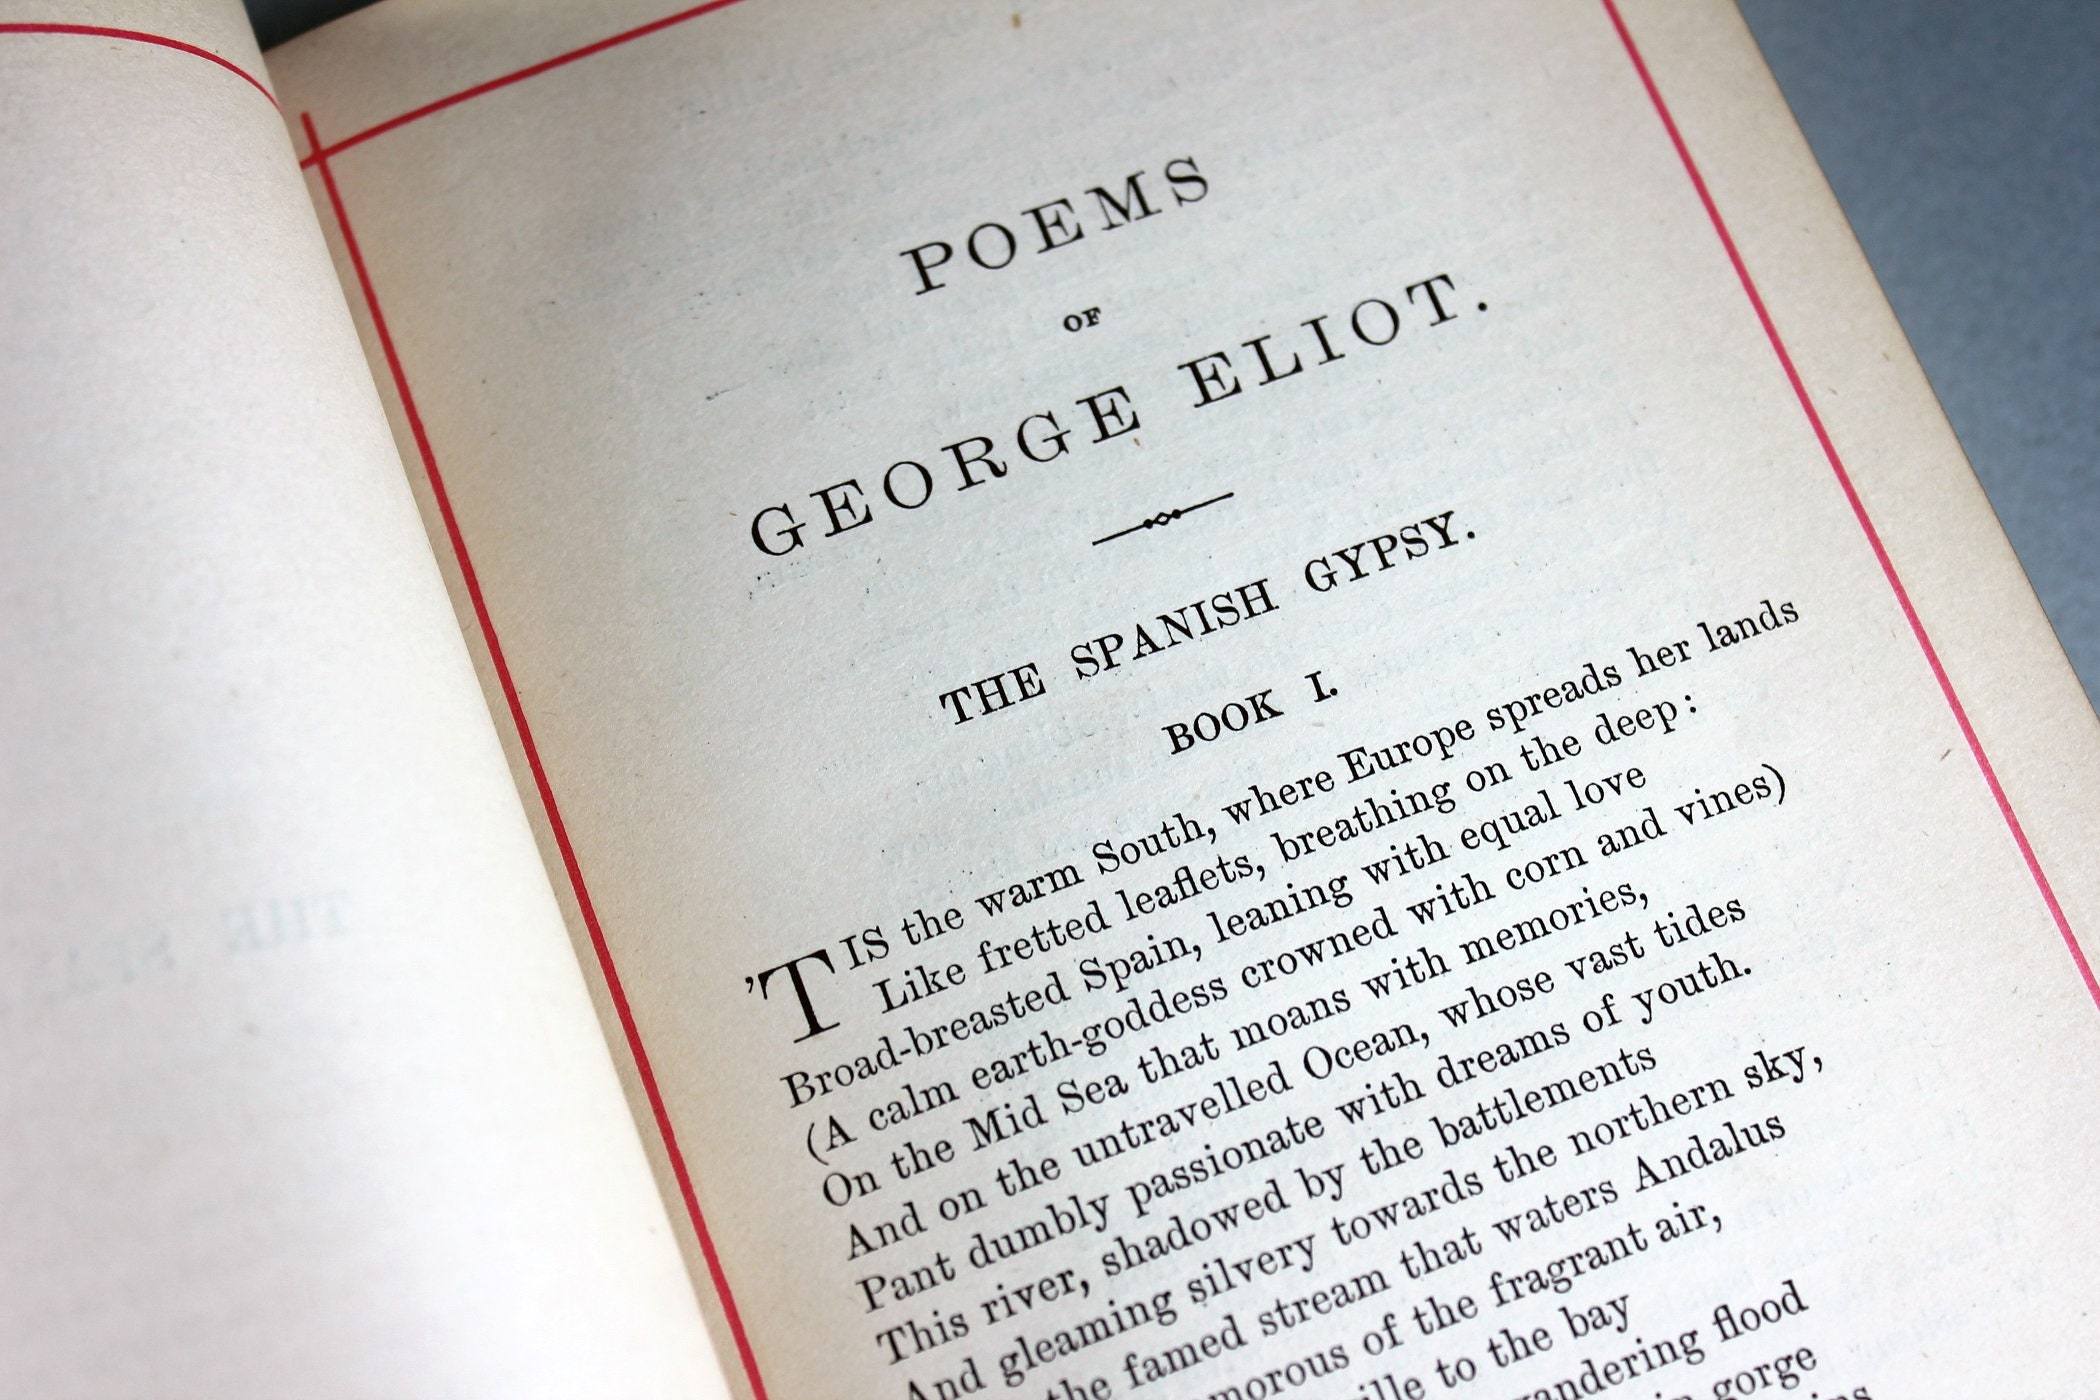 POEMS
OF
GEORGE ELIOT.
THE SPANISH GYPSY.
BOOK I.
'TIS the warm South, where Europe spreads her lands
Like fretted leaflets, breathing on the deep:
Broad-breasted Spain, leaning with equal love
(A calm earth-goddess crowned with corn and vines)
On the Mid Sea that moans with memories,
And on the untravelled Ocean, whose vast tides
Pant dumbly passionate with dreams of youth.
This river, shadowed by the battlements
And gleaming silvery towards the northern sky,
the famed stream that waters Andalus
of the fragrant air,
to the bay
flood
gorge